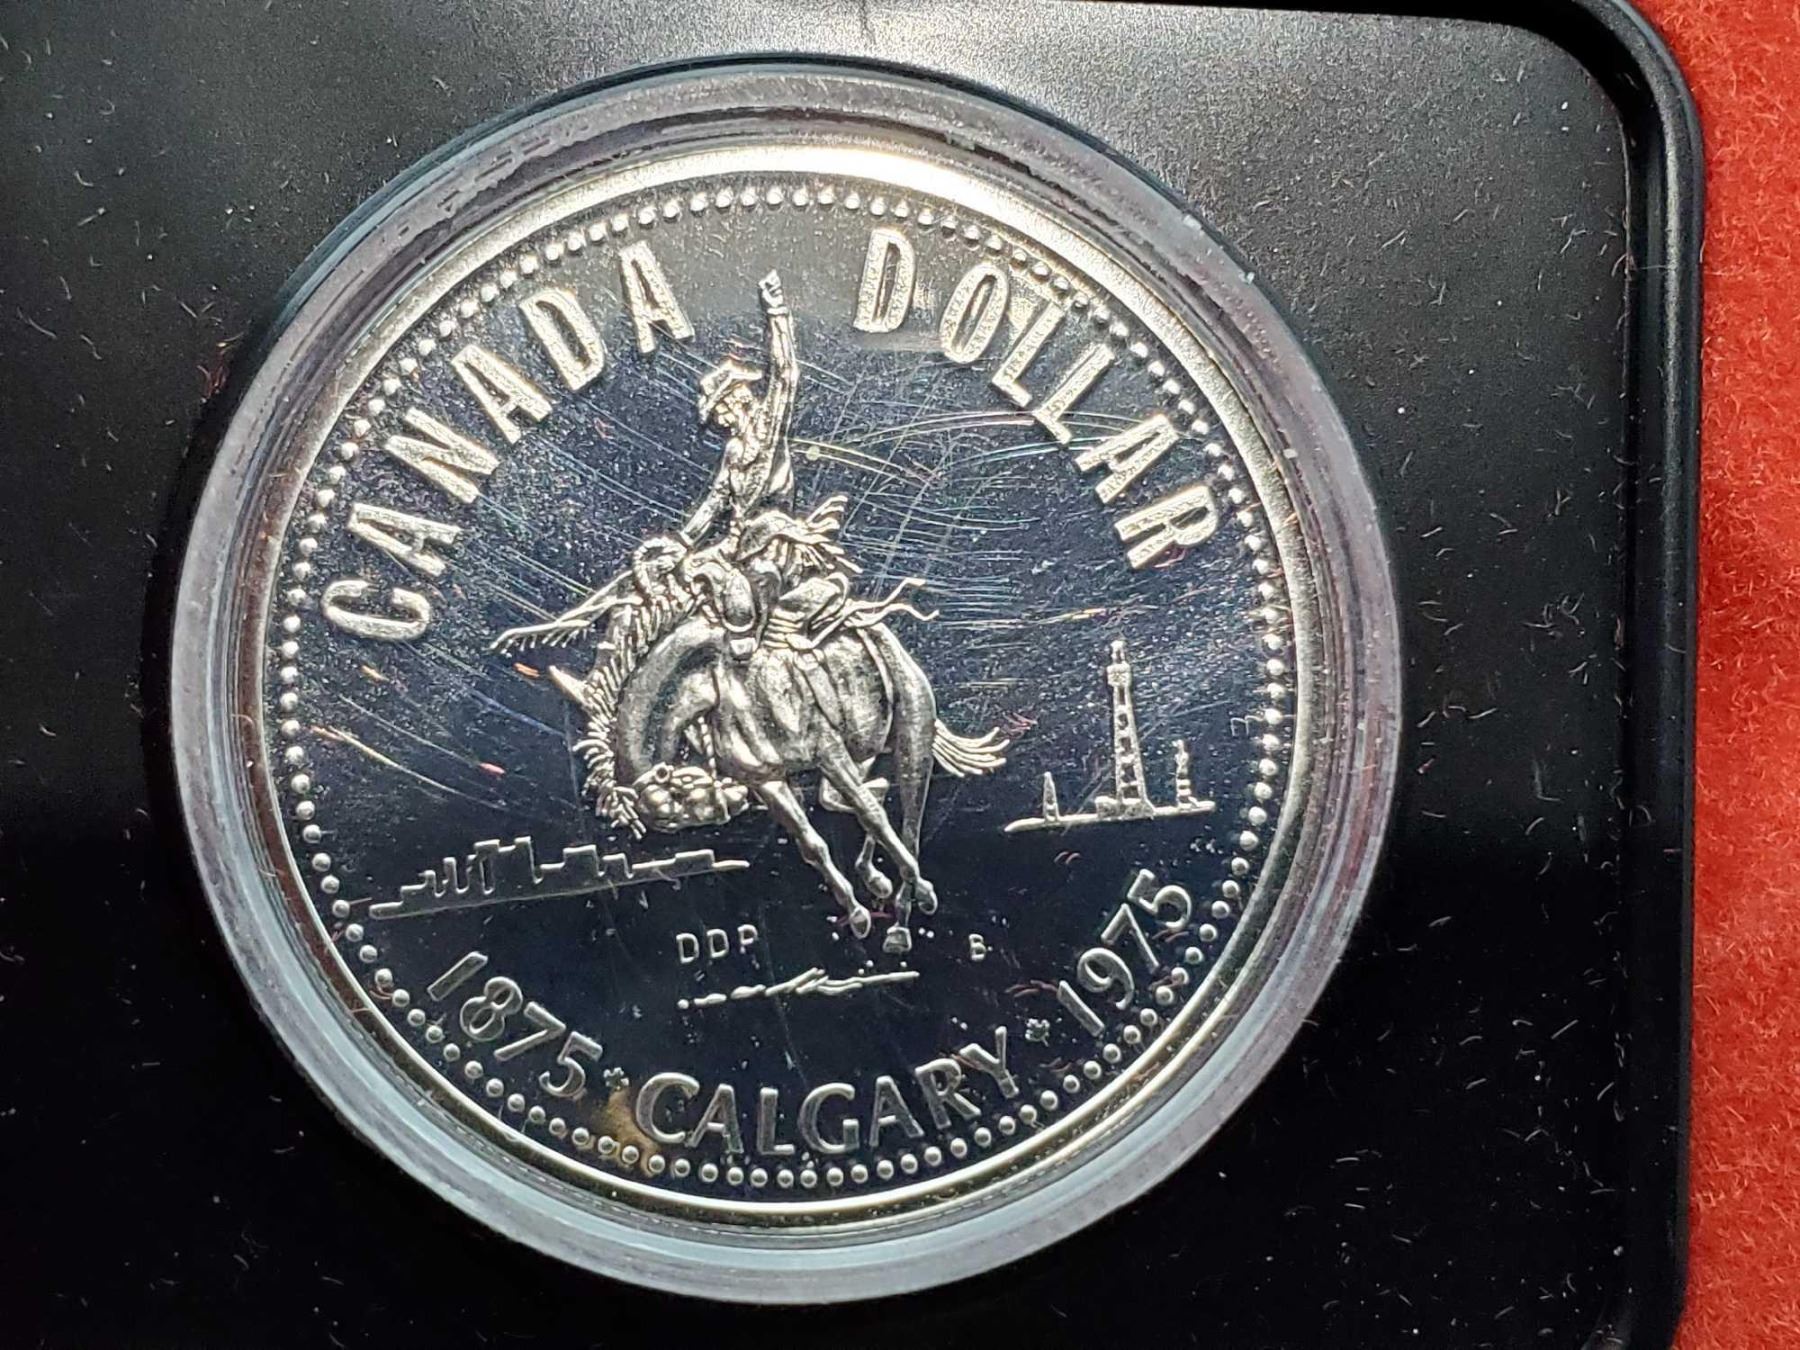 CANADA DOLLAR
DDP B
1875 · CALGARY · 1975